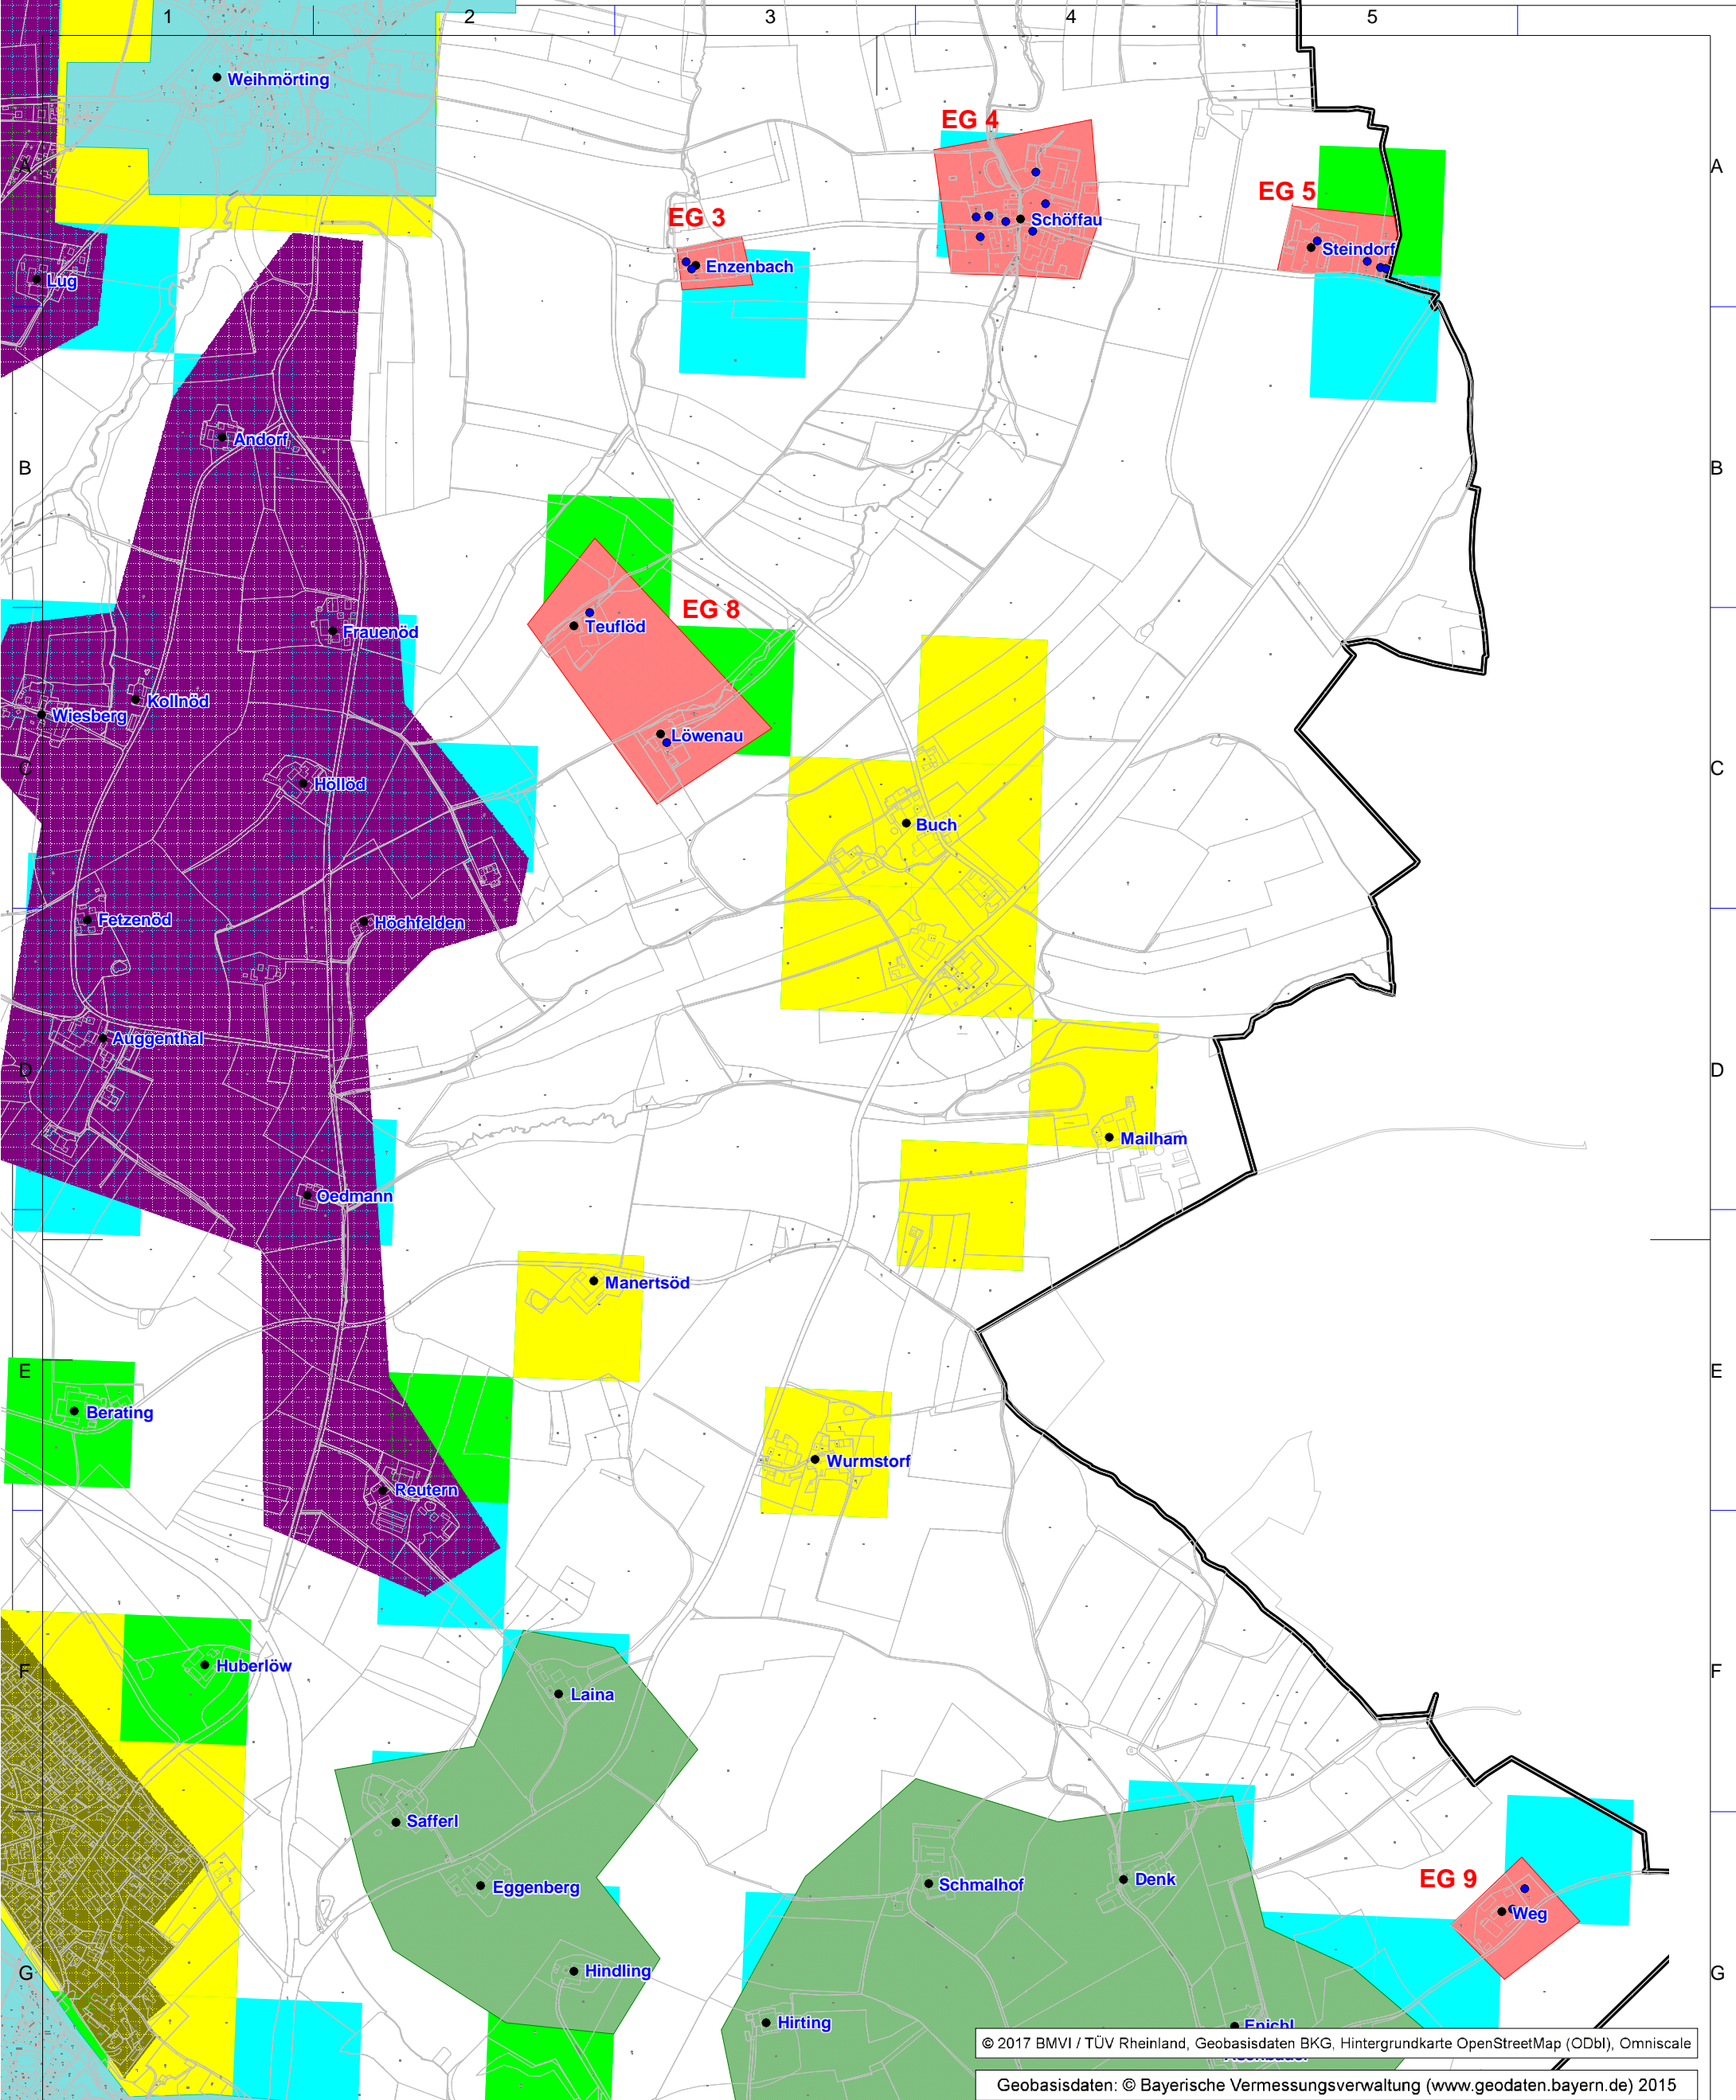 1 2 3 4 5
Weihmörting
EG 4
A A
EG 5
EG 3
Schöffau
Steindorf
Enzenbach
Lug
Andorf
B B
EG 8
Teuflöd
Frauenöd
Kollnöd
Wiesberg
Löwenau
C C
Höllöd
Buch
Fetzenöd
Höchfelden
Auggenthal
D D
Mailham
Oedmann
Manertsöd
E E
Berating
Wurmstorf
Reutern
Huberlöw
F F
Laina
Safferl
EG 9
Denk
Schmalhof
Eggenberg
Weg
Hindling
G G
Hirting
Enichl
© 2017 BMVI / TÜV Rheinland, Geobasisdaten BKG, Hintergrundkarte OpenStreetMap (ODbl), Omniscale
Geobasisdaten: © Bayerische Vermessungsverwaltung (www.geodaten.bayern.de) 2015